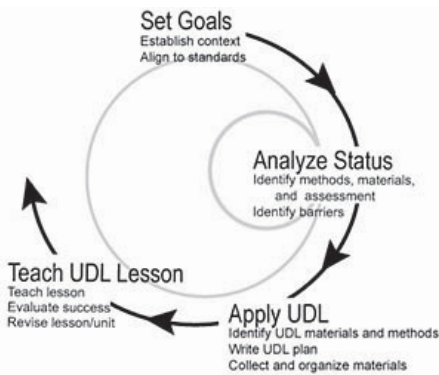 Set Goals
Establish context
Align to standards
Analyze Status
Identify methods, materials,
and assessment
Identify barriers
Apply UDL
Identify UDL materials and methods
Write UDL plan
Collect and organize materials
Teach UDL Lesson
Teach lesson
Evaluate success
Revise lesson/unit